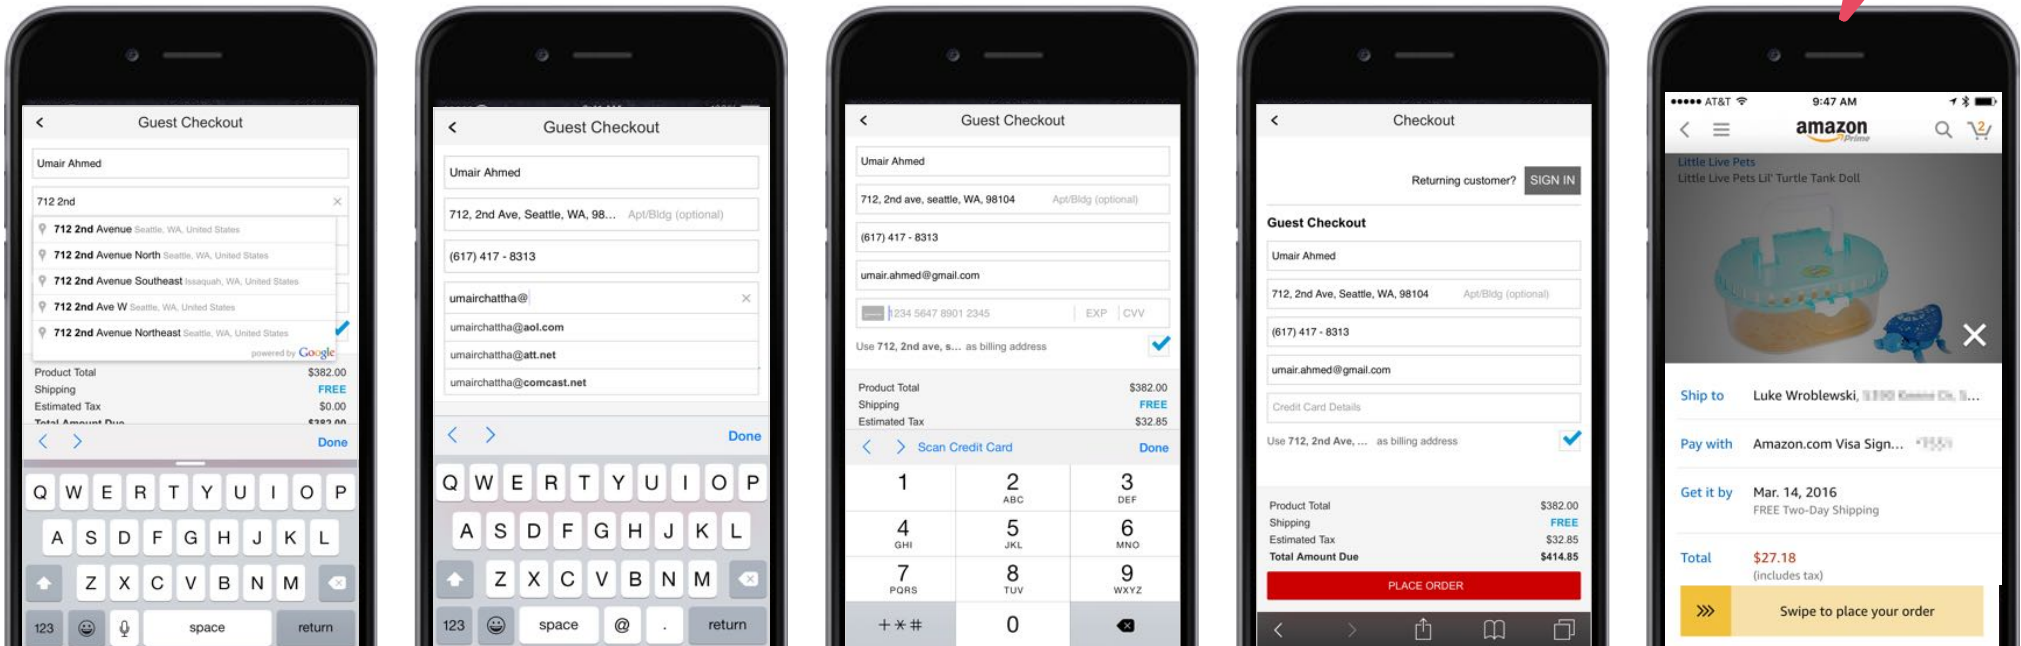 Guest Checkout
Umair Ahmed
712 2nd
712 2nd Avenue Seattle, WA, United States
712 2nd Avenue North Seattle, WA, United States
712 2nd Avenue Southeast Issaquah, WA, United States
712 2nd Ave W Seattle, WA, United States
712 2nd Avenue Northeast Seattle, WA, United States
powered by Google
Product Total $382.00
Shipping FREE
Estimated Tax $0.00
Total Amount Due $382.00
Done
Q W E R T Y U I O P
A S D F G H J K L
Z X C V B N M
123 space return
Guest Checkout
Umair Ahmed
712, 2nd Ave, Seattle, WA, 98... Apt/Bldg (optional)
(617) 417 - 8313
umairchattha@
umairchattha@aol.com
umairchattha@att.net
umairchattha@comcast.net
Done
Q W E R T Y U I O P
A S D F G H J K L
Z X C V B N M
123 space @ . return
Guest Checkout
Umair Ahmed
712, 2nd ave, seattle, WA, 98104 Apt/Bldg (optional)
(617) 417 - 8313
umair.ahmed@gmail.com
1234 5647 8901 2345 EXP CVV
Use 712, 2nd ave, s... as billing address
Product Total $382.00
Shipping FREE
Estimated Tax $32.85
Scan Credit Card Done
1 2 3
ABC DEF
4 5 6
GHI JKL MNO
7 8 9
PQRS TUV WXYZ
+*# 0
Checkout
Returning customer? SIGN IN
Guest Checkout
Umair Ahmed
712, 2nd Ave, Seattle, WA, 98104 Apt/Bldg (optional)
(617) 417 - 8313
umair.ahmed@gmail.com
Credit Card Details
Use 712, 2nd Ave, ... as billing address
Product Total $382.00
Shipping FREE
Estimated Tax $32.85
Total Amount Due $414.85
PLACE ORDER
AT&T 9:47 AM
amazon Prime 2
Little Live Pets
Little Live Pets Lil' Turtle Tank Doll
Ship to Luke Wroblewski,
Pay with Amazon.com Visa Sign...
Get it by Mar. 14, 2016
FREE Two-Day Shipping
Total $27.18
(includes tax)
Swipe to place your order